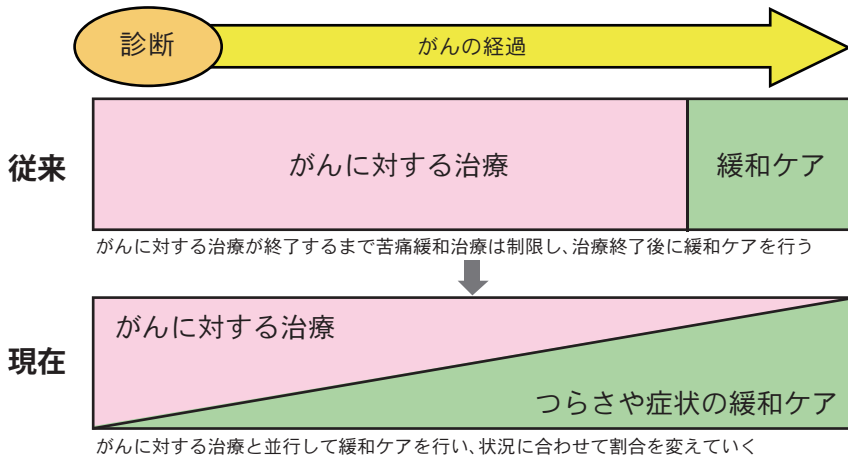 診断
がんの経過
従来
がんに対する治療
緩和ケア
がんに対する治療が終了するまで苦痛緩和治療は制限し、治療終了後に緩和ケアを行う
現在
がんに対する治療
つらさや症状の緩和ケア
がんに対する治療と並行して緩和ケアを行い、状況に合わせて割合を変えていく